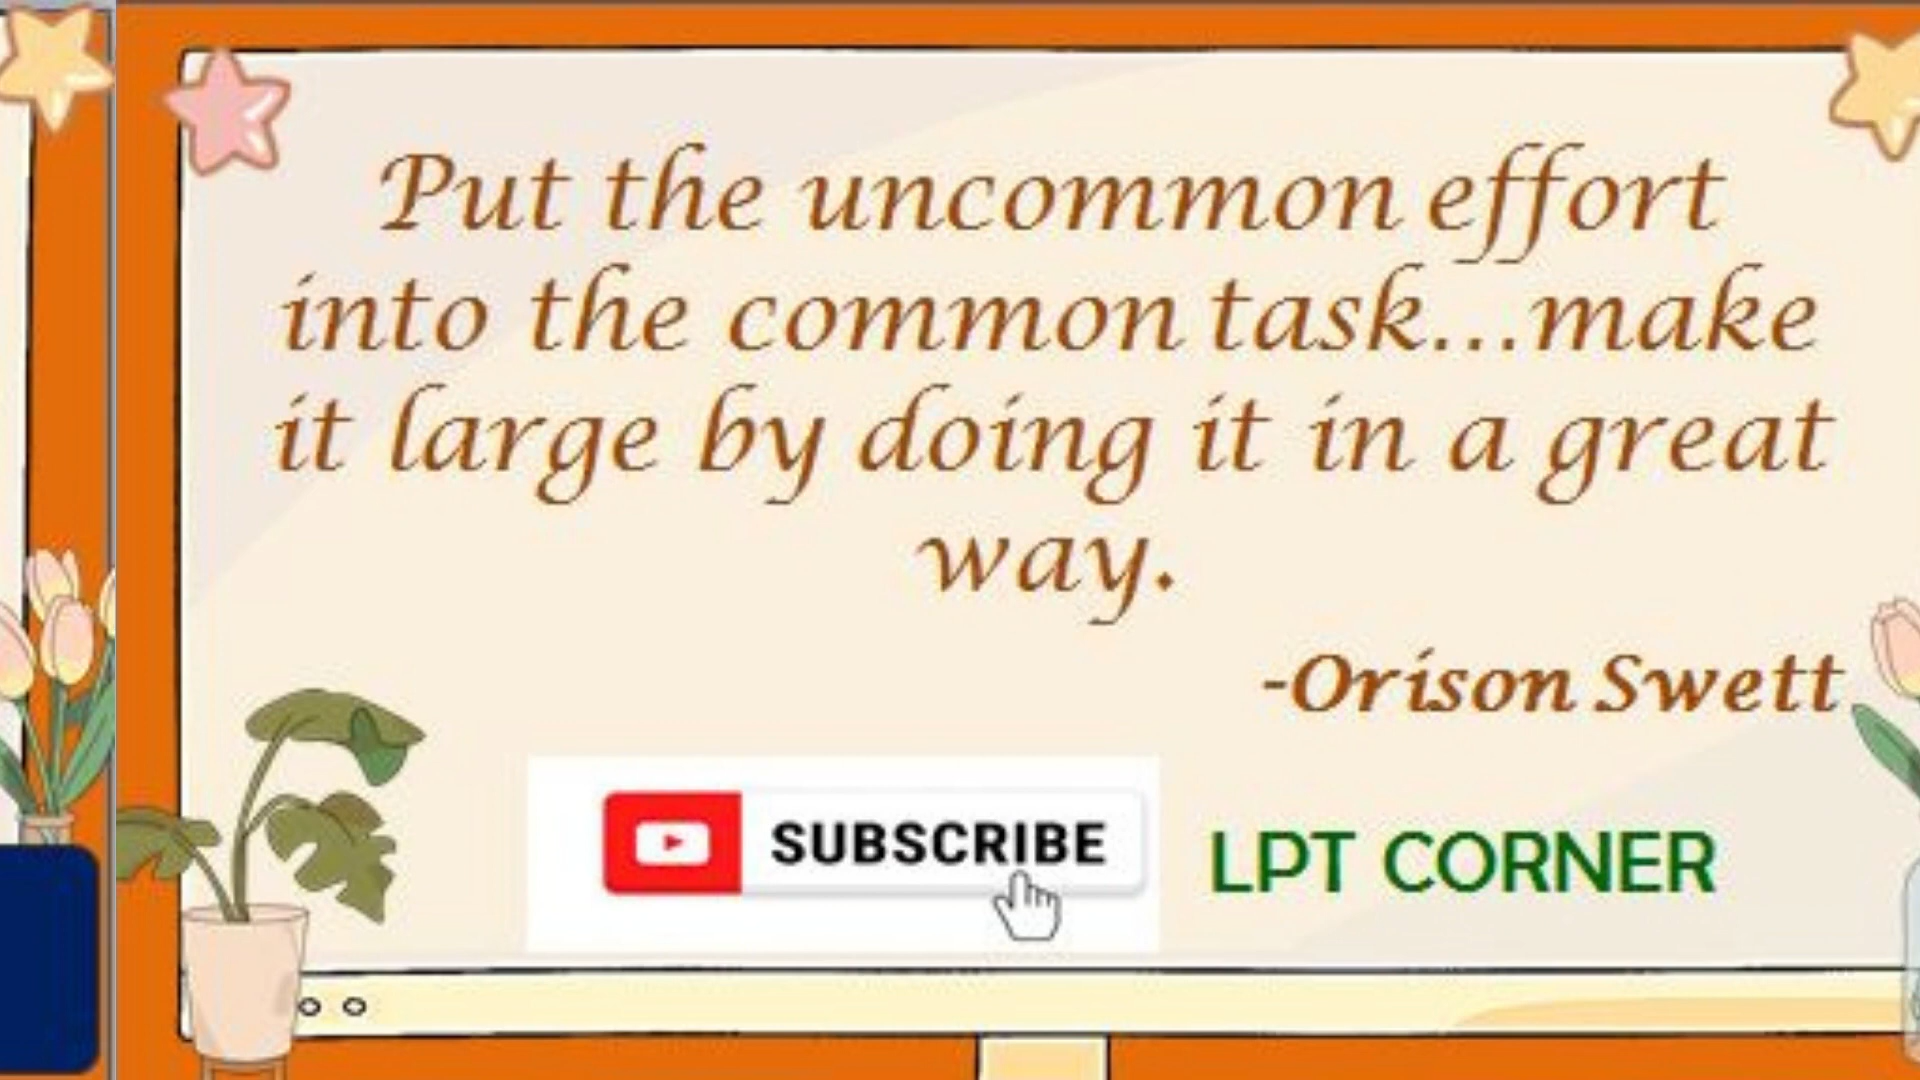 Put the uncommon effort
into the common task...make
it large by doing it in a great
way.
-Orison Swett
SUBSCRIBE
LPT CORNER